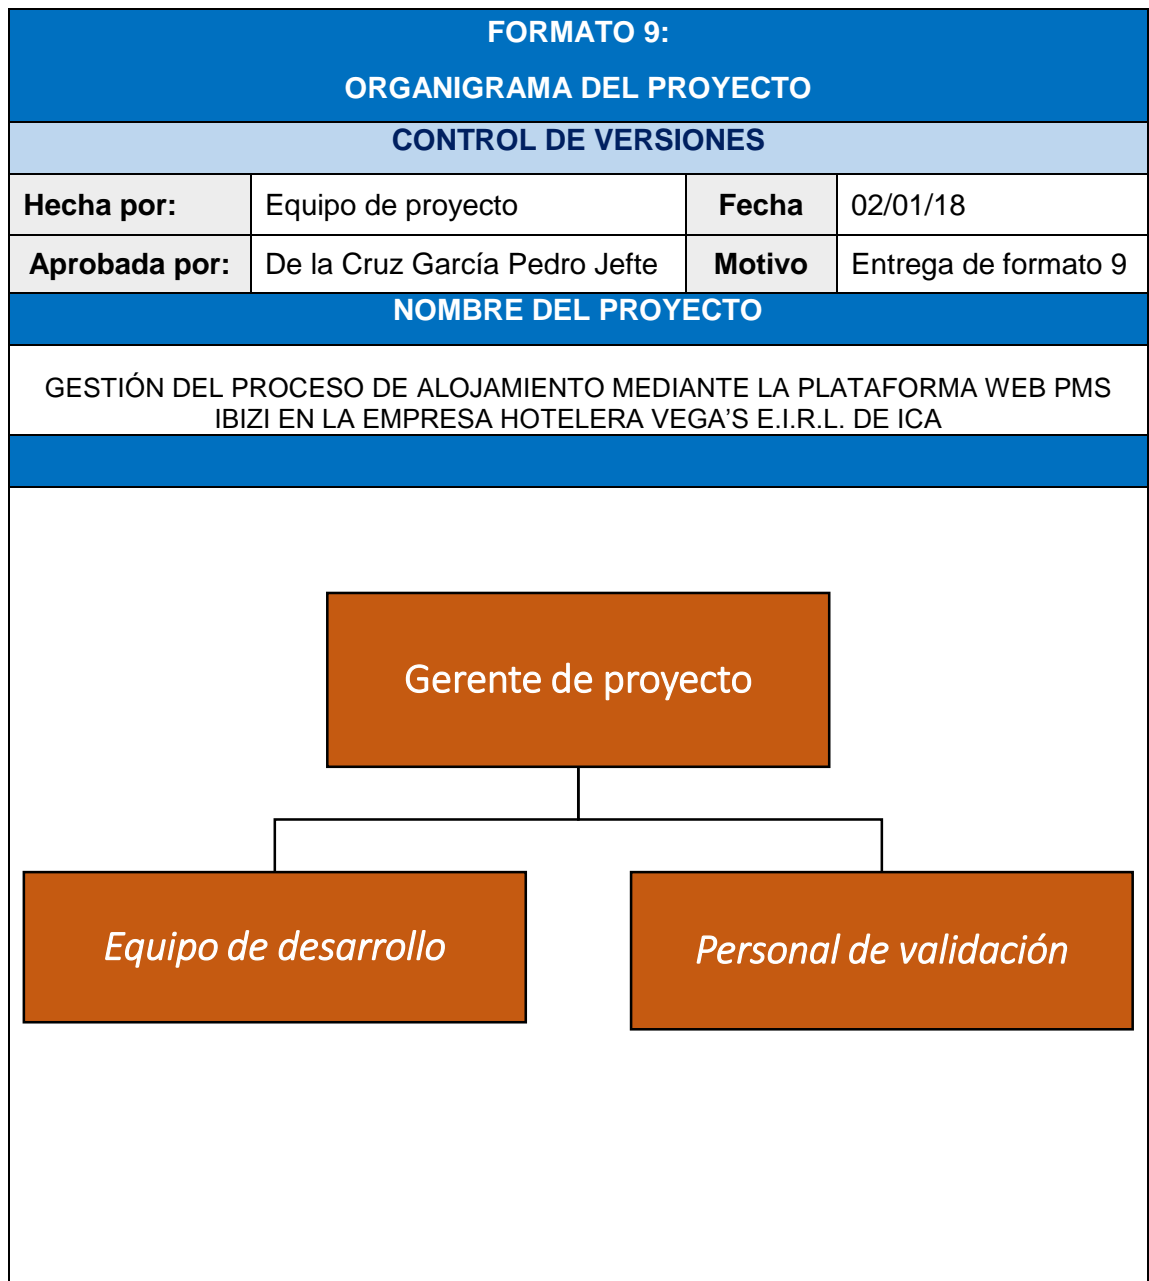 FORMATO 9:
ORGANIGRAMA DEL PROYECTO
CONTROL DE VERSIONES
Hecha por: Equipo de proyecto Fecha 02/01/18
Aprobada por: De la Cruz García Pedro Jefte Motivo Entrega de formato 9
NOMBRE DEL PROYECTO
GESTIÓN DEL PROCESO DE ALOJAMIENTO MEDIANTE LA PLATAFORMA WEB PMS
IBIZI EN LA EMPRESA HOTELERA VEGA’S E.I.R.L. DE ICA
Gerente de proyecto
Equipo de desarrollo
Personal de validación